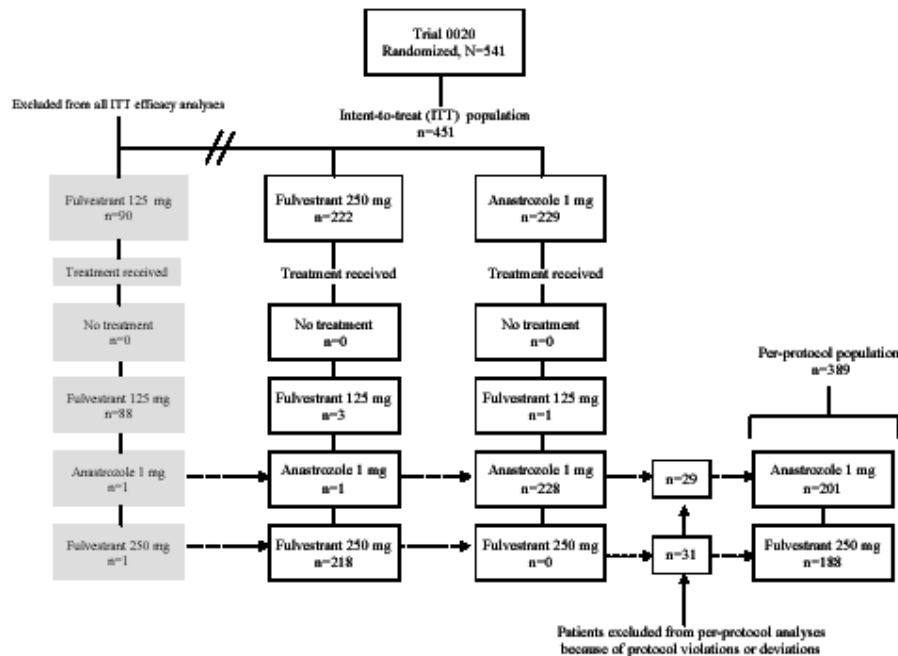 Trial 0020
Randomized, N=541
Excluded from all ITT efficacy analyses
Intent-to-treat (ITT) population
n=451
Fulvestrant 125 mg
n=90
Fulvestrant 250 mg
n=222
Anastrozole 1 mg
n=229
Treatment received
Treatment received
Treatment received
No treatment
n=0
No treatment
n=0
No treatment
n=0
Per-protocol population
n=389
Fulvestrant 125 mg
n=88
Fulvestrant 125 mg
n=3
Fulvestrant 125 mg
n=1
Anastrozole 1 mg
n=1
Anastrozole 1 mg
n=1
Anastrozole 1 mg
n=228
n=29
Anastrozole 1 mg
n=201
Fulvestrant 250 mg
n=1
Fulvestrant 250 mg
n=218
Fulvestrant 250 mg
n=0
n=31
Fulvestrant 250 mg
n=188
Patients excluded from per-protocol analyses
because of protocol violations or deviations